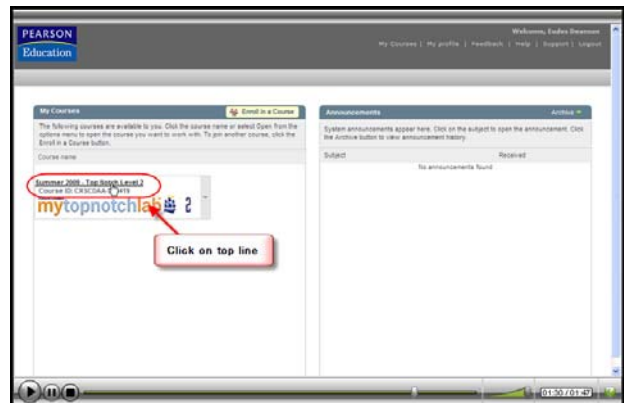 PEARSON
Education
Welcome, Eudes Swanson
My Courses | My profile | Feedback | Help | Support | Logout
My Courses
Enroll in a Course
The following courses are available to you. Click the course name or select Open from the
options menu to open the course you want to work with. To join another course, click the
Enroll in a Course button.
Course name
Summer 2009 - Top Notch Level 2
Course ID: CRSCDAA-
mytopnotchlab 2
Click on top line
Announcements
Archive
System announcements appear here. Click on the subject to open the announcement. Click
the Archive button to view announcement history.
Subject Received
No announcements found
01:30 / 01:47